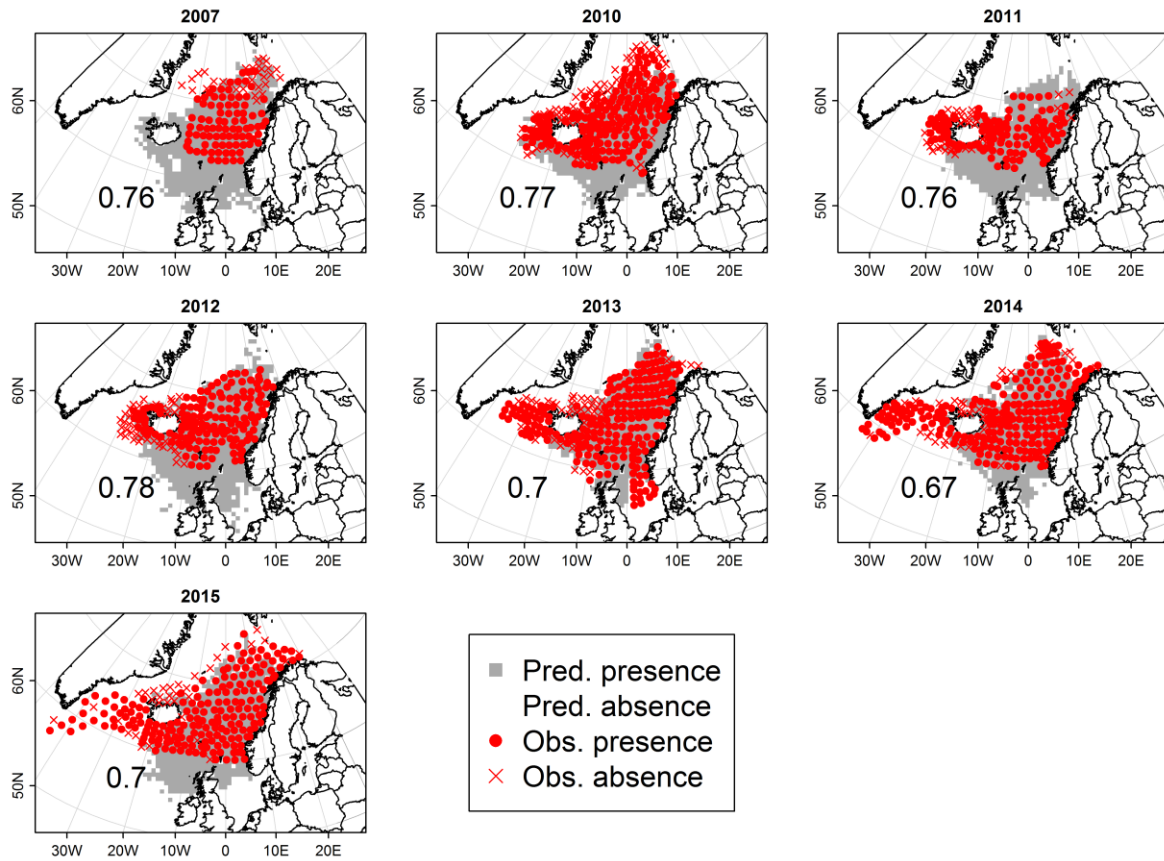 2007
2010
2011
60N
50N
0.76
30W 20W 10W 0 10E 20E
60N
50N
0.77
30W 20W 10W 0 10E 20E
60N
50N
0.76
30W 20W 10W 0 10E 20E
2012
2013
2014
60N
50N
0.78
30W 20W 10W 0 10E 20E
60N
50N
0.7
30W 20W 10W 0 10E 20E
60N
50N
0.67
30W 20W 10W 0 10E 20E
2015
60N
50N
0.7
30W 20W 10W 0 10E 20E
Pred. presence
Pred. absence
Obs. presence
Obs. absence